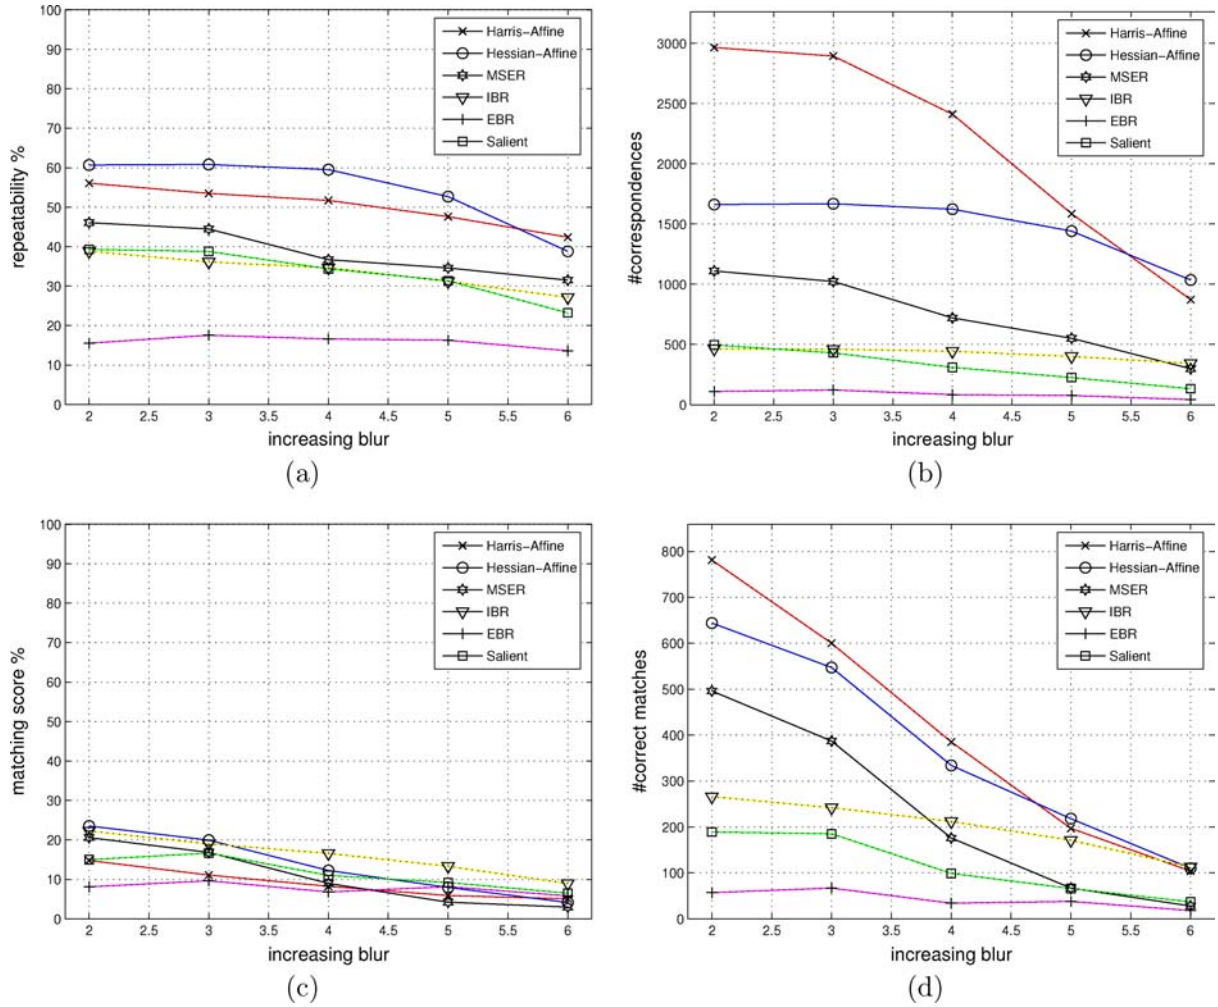 100
90
80
70
60
50
40
30
20
10
0
repeatability %
Harris−Affine
Hessian−Affine
MSER
IBR
EBR
Salient
2 2.5 3 3.5 4 4.5 5 5.5 6
increasing blur
(a)
3000
2500
2000
1500
1000
500
0
#correspondences
Harris−Affine
Hessian−Affine
MSER
IBR
EBR
Salient
2 2.5 3 3.5 4 4.5 5 5.5 6
increasing blur
(b)
100
90
80
70
60
50
40
30
20
10
0
matching score %
Harris−Affine
Hessian−Affine
MSER
IBR
EBR
Salient
2 2.5 3 3.5 4 4.5 5 5.5 6
increasing blur
(c)
800
700
600
500
400
300
200
100
0
#correct matches
Harris−Affine
Hessian−Affine
MSER
IBR
EBR
Salient
2 2.5 3 3.5 4 4.5 5 5.5 6
increasing blur
(d)